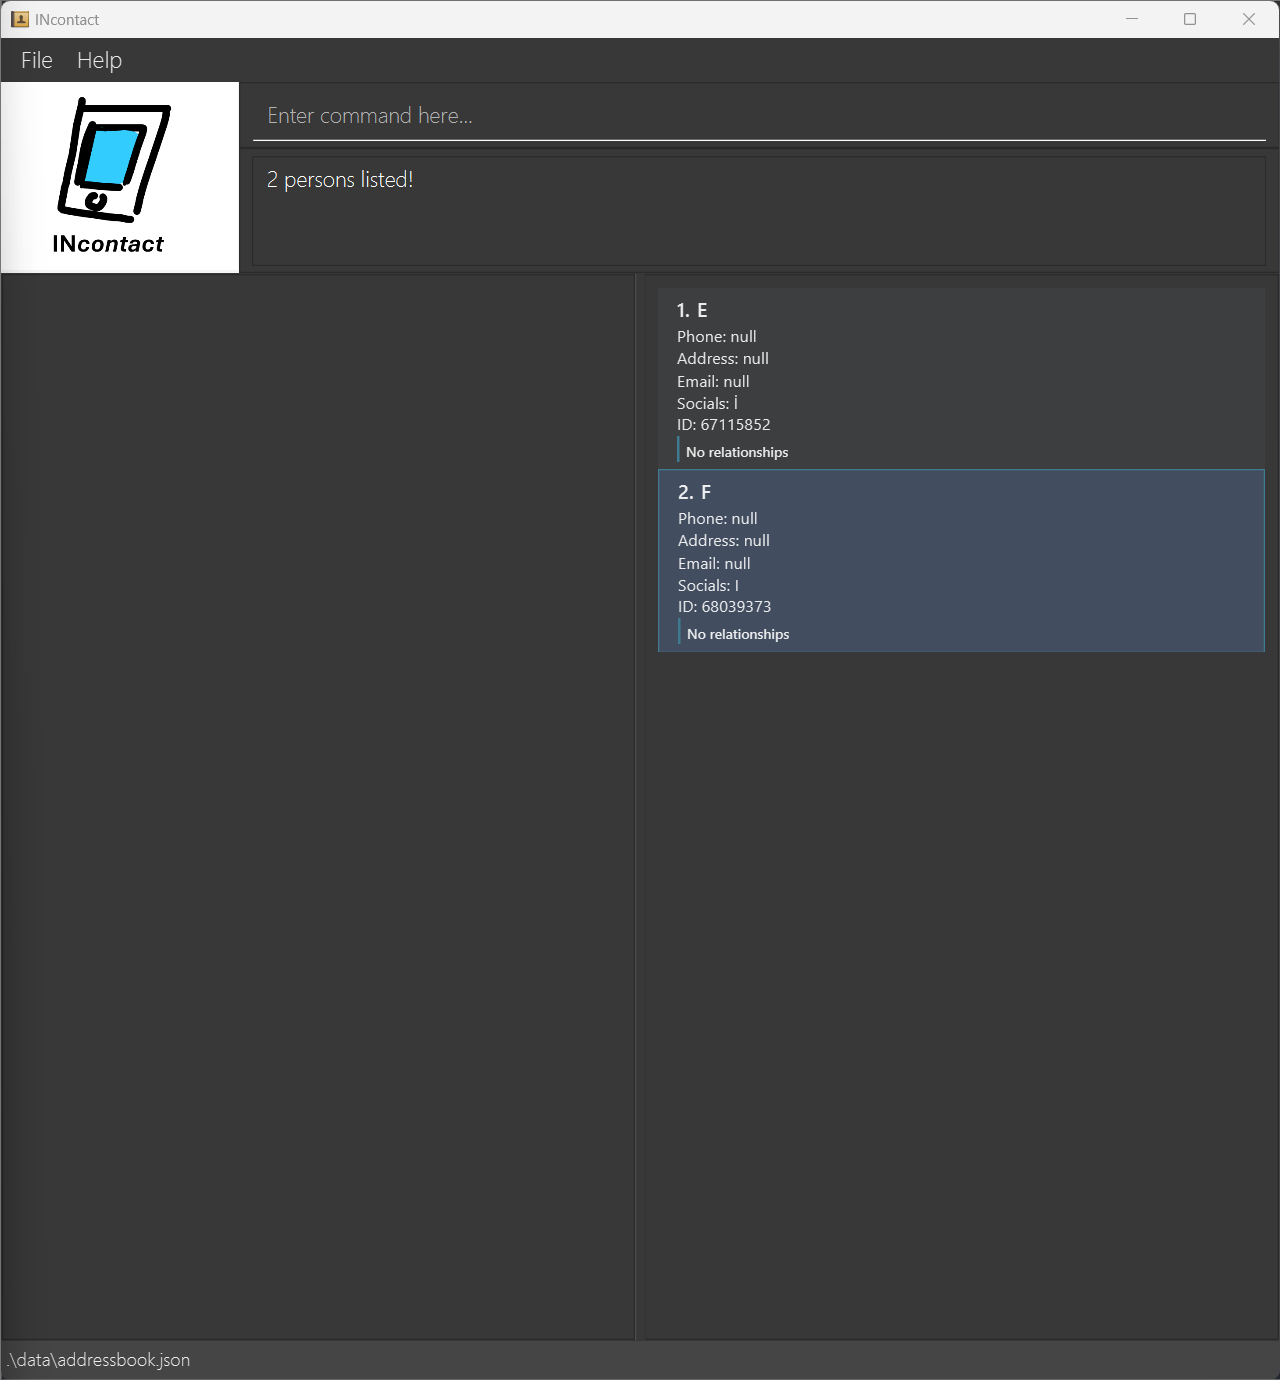 INcontact
File Help
INcontact
Enter command here...
2 persons listed!
1. E
Phone: null
Address: null
Email: null
Socials: İ
ID: 67115852
No relationships
2. F
Phone: null
Address: null
Email: null
Socials: I
ID: 68039373
No relationships
.\data\addressbook.json